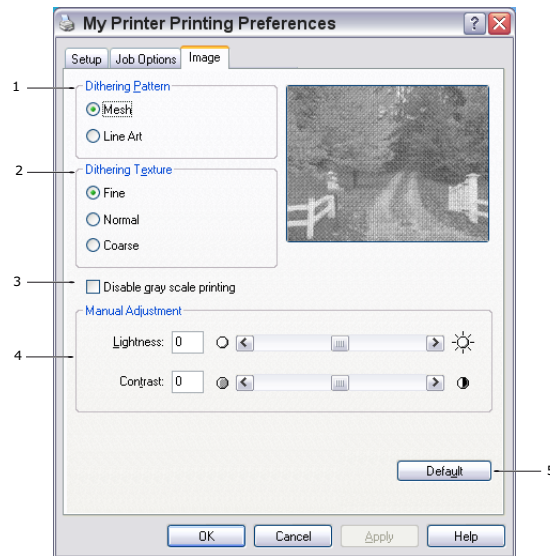 My Printer Printing Preferences
Setup Job Options Image
1
Dithering Pattern
Mesh
Line Art
2
Dithering Texture
Fine
Normal
Coarse
3
Disable gray scale printing
Manual Adjustment
Lightness: 0
4
Contrast: 0
Default
5
OK Cancel Apply Help